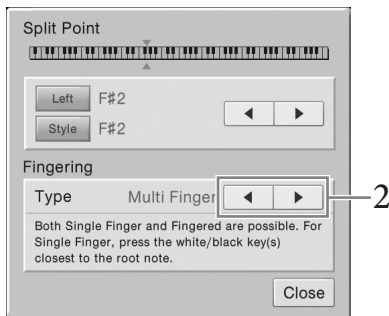 Split Point
Left F#2
Style F#2
Fingering
Type Multi Finger
2
Both Single Finger and Fingered are possible. For
Single Finger, press the white/black key(s)
closest to the root note.
Close